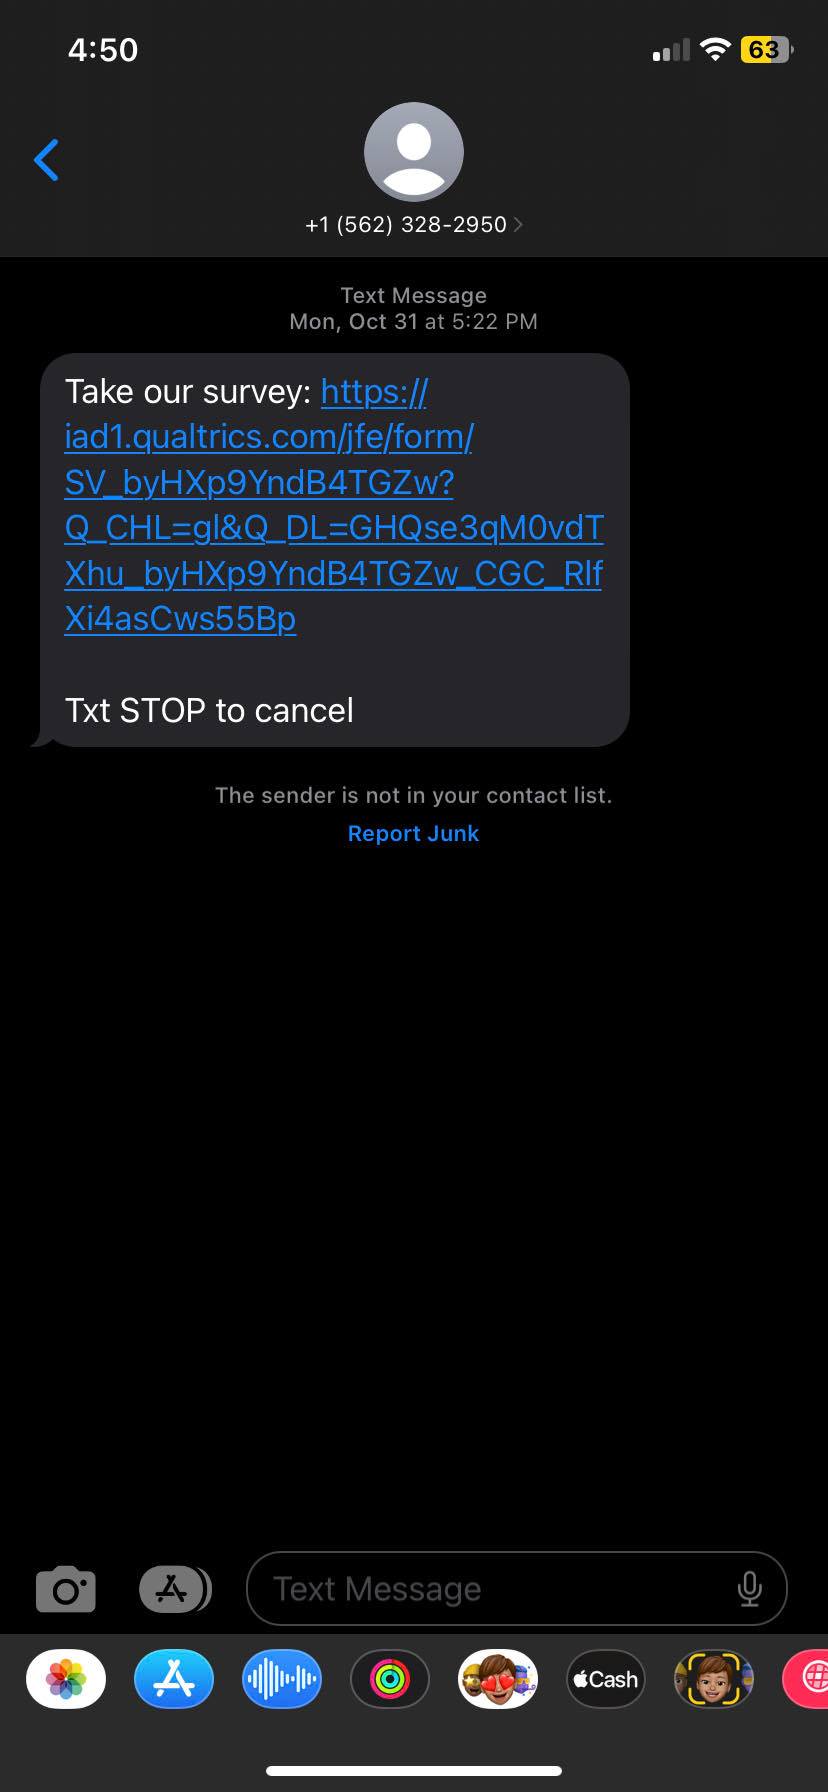 4:50
63
+1 (562) 328-2950
Text Message
Mon, Oct 31 at 5:22 PM
Take our survey: https://
iad1.qualtrics.com/jfe/form/
SV_byHXp9YndB4TGZw?
Q_CHL=gl&Q_DL=GHQse3qM0vdT
Xhu_byHXp9YndB4TGZw_CGC_Rlf
Xi4asCws55Bp
Txt STOP to cancel
The sender is not in your contact list.
Report Junk
Text Message
Cash